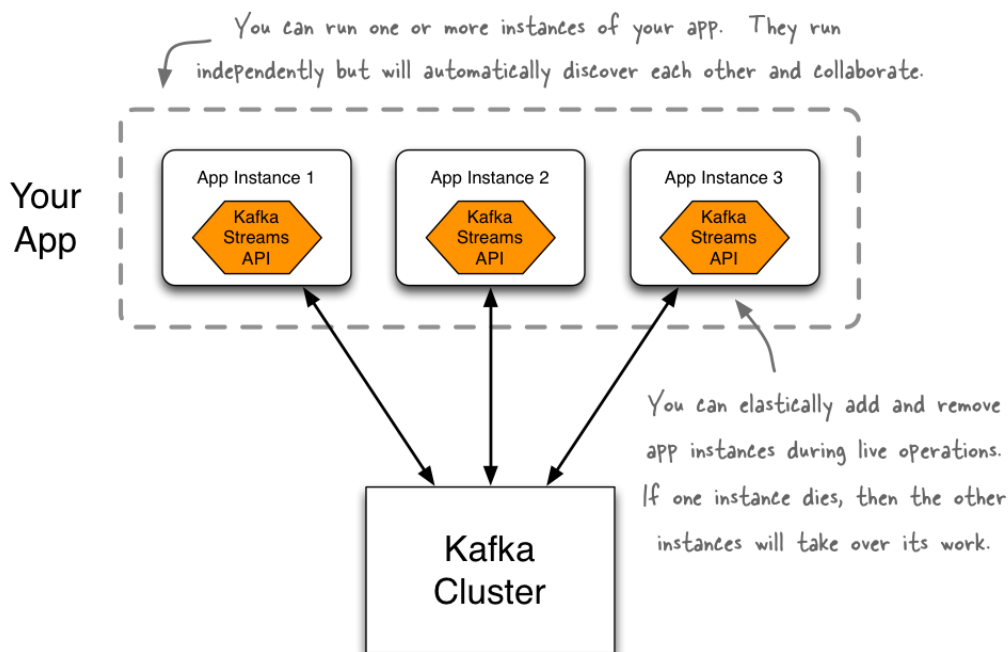 You can run one or more instances of your app. They run
independently but will automatically discover each other and collaborate.
Your
App
App Instance 1
Kafka
Streams
API
App Instance 2
Kafka
Streams
API
App Instance 3
Kafka
Streams
API
You can elastically add and remove
app instances during live operations.
If one instance dies, then the other
instances will take over its work.
Kafka
Cluster